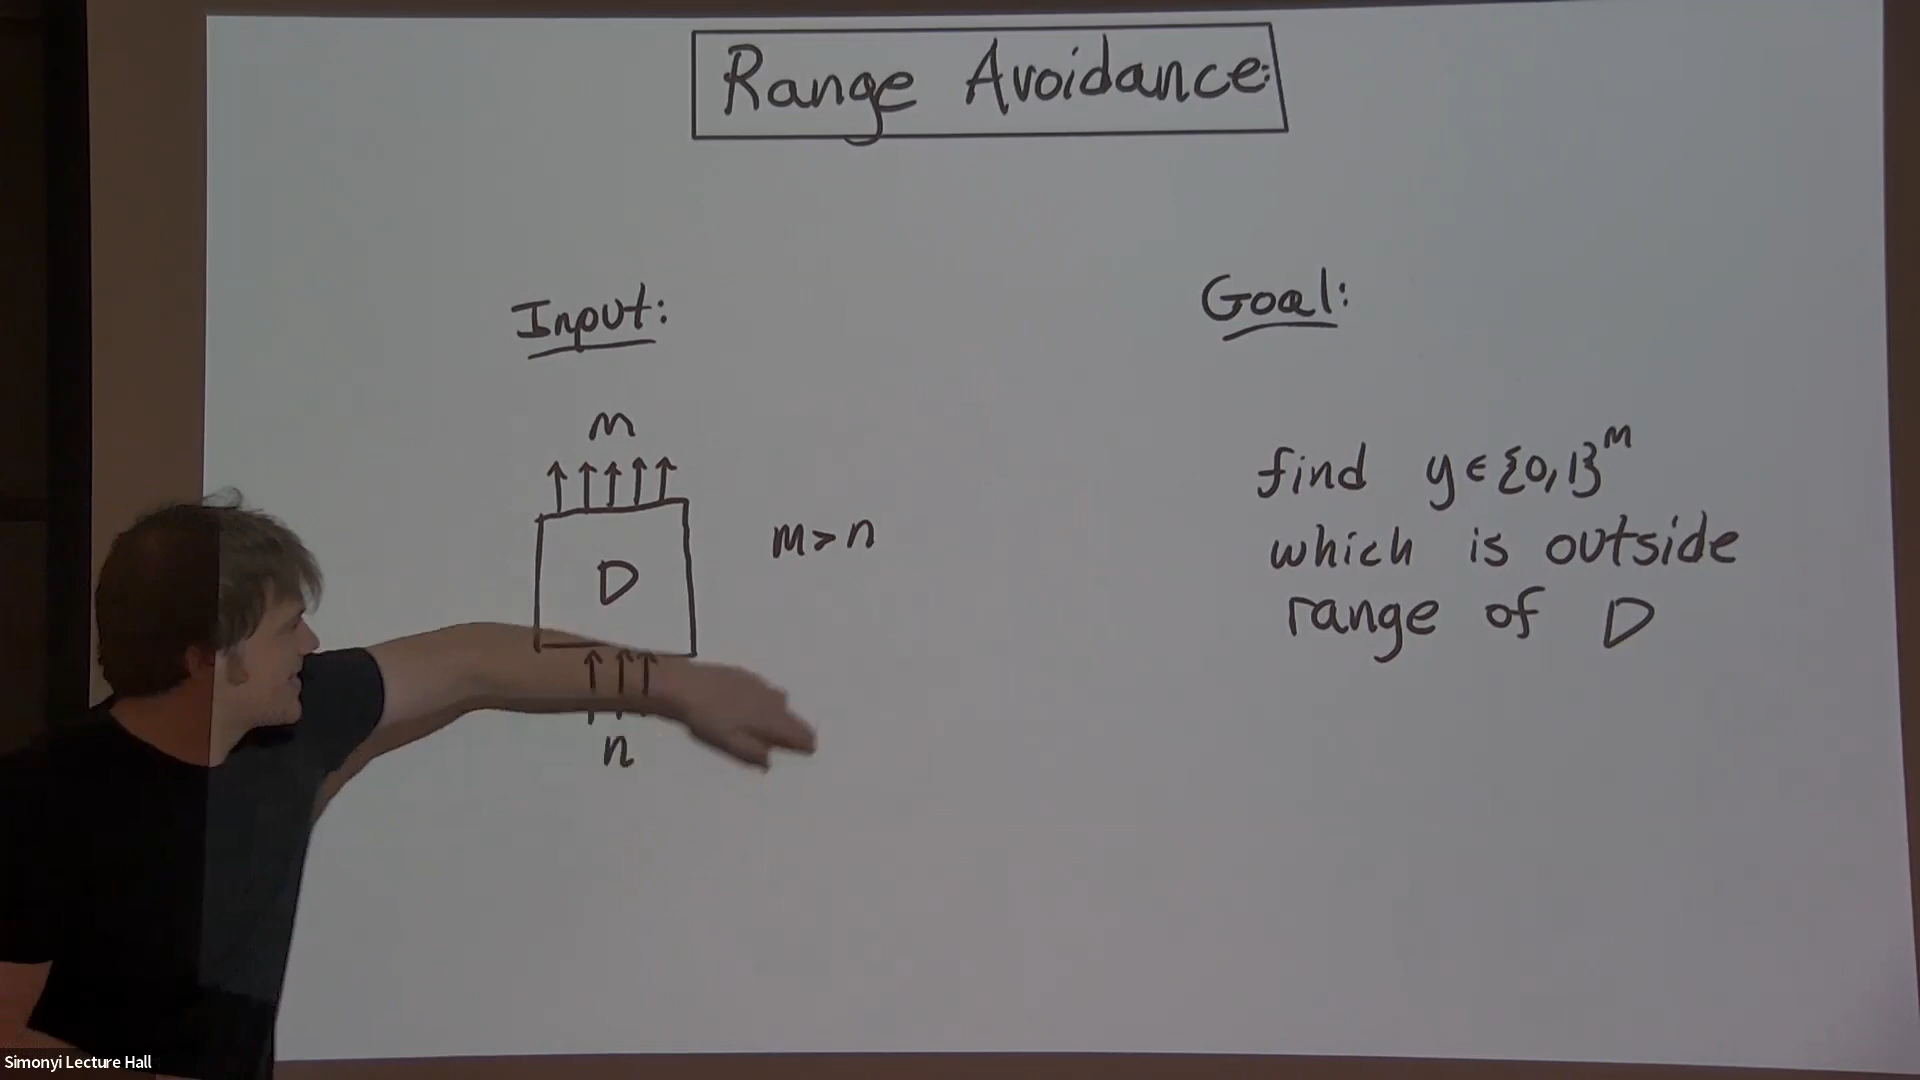 Range Avoidance:
Input:
m
D
m > n
n
Goal:
find y ∈ {0,1}^m
which is outside
range of D
Simonyi Lecture Hall